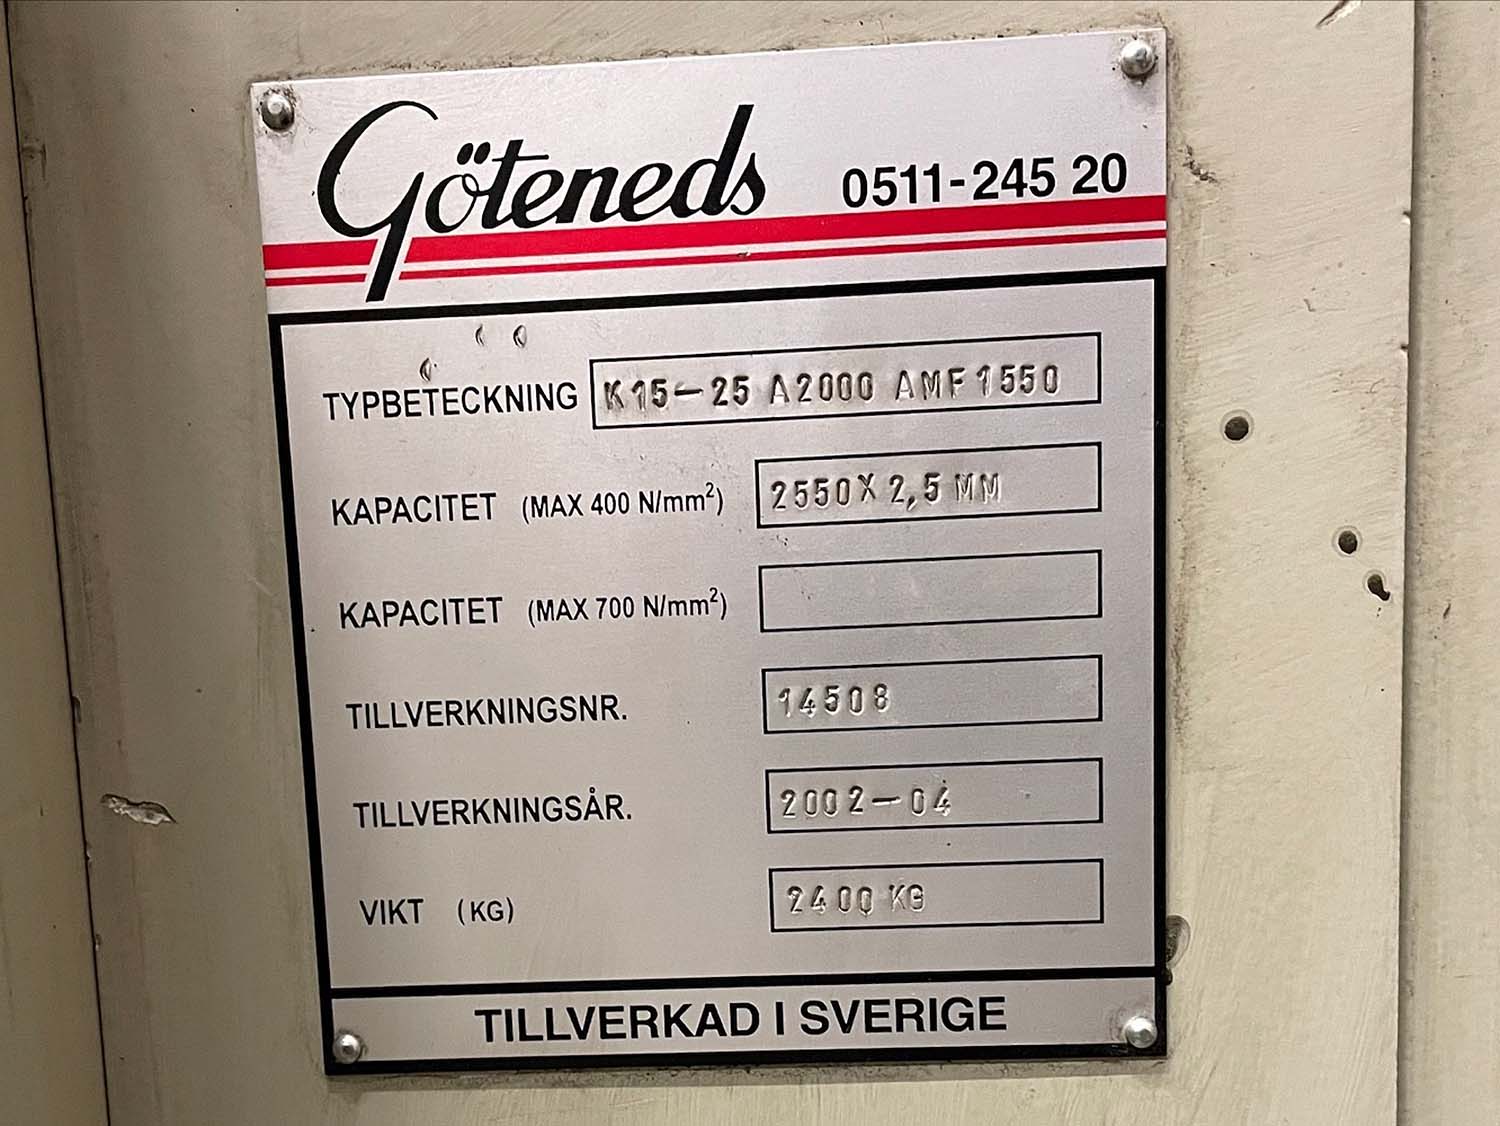 Göteneds 0511-245 20
TYPBETECKNING K15-25 A2000 AMF1550
KAPACITET (MAX 400 N/mm²) 2550X2,5 MM
KAPACITET (MAX 700 N/mm²)
TILLVERKNINGSNR. 14508
TILLVERKNINGSÅR. 2002-04
VIKT (KG) 2400 KG
TILLVERKAD I SVERIGE